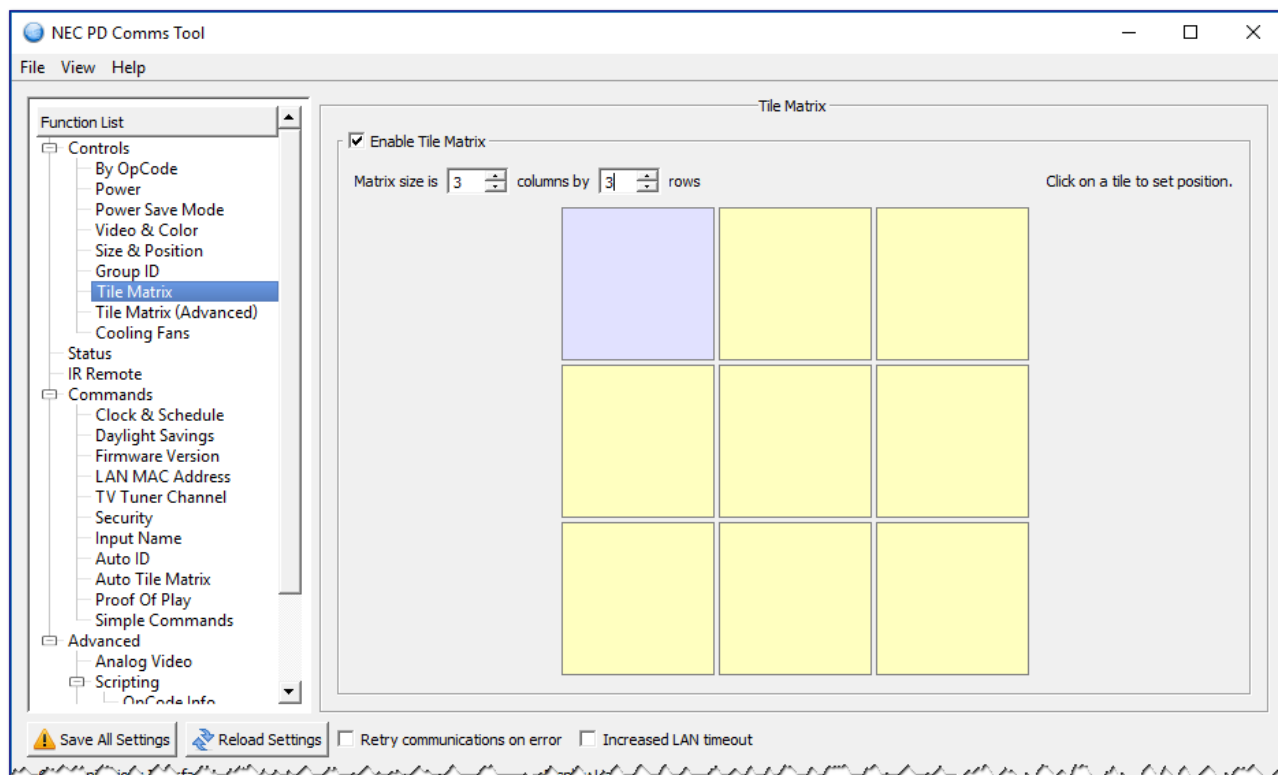 NEC PD Comms Tool
File View Help
Function List
Controls
By OpCode
Power
Power Save Mode
Video & Color
Size & Position
Group ID
Tile Matrix
Tile Matrix (Advanced)
Cooling Fans
Status
IR Remote
Commands
Clock & Schedule
Daylight Savings
Firmware Version
LAN MAC Address
TV Tuner Channel
Security
Input Name
Auto ID
Auto Tile Matrix
Proof Of Play
Simple Commands
Advanced
Analog Video
Scripting
OpCode Info
Tile Matrix
Enable Tile Matrix
Matrix size is 3 columns by 3 rows
Click on a tile to set position.
Save All Settings Reload Settings Retry communications on error Increased LAN timeout